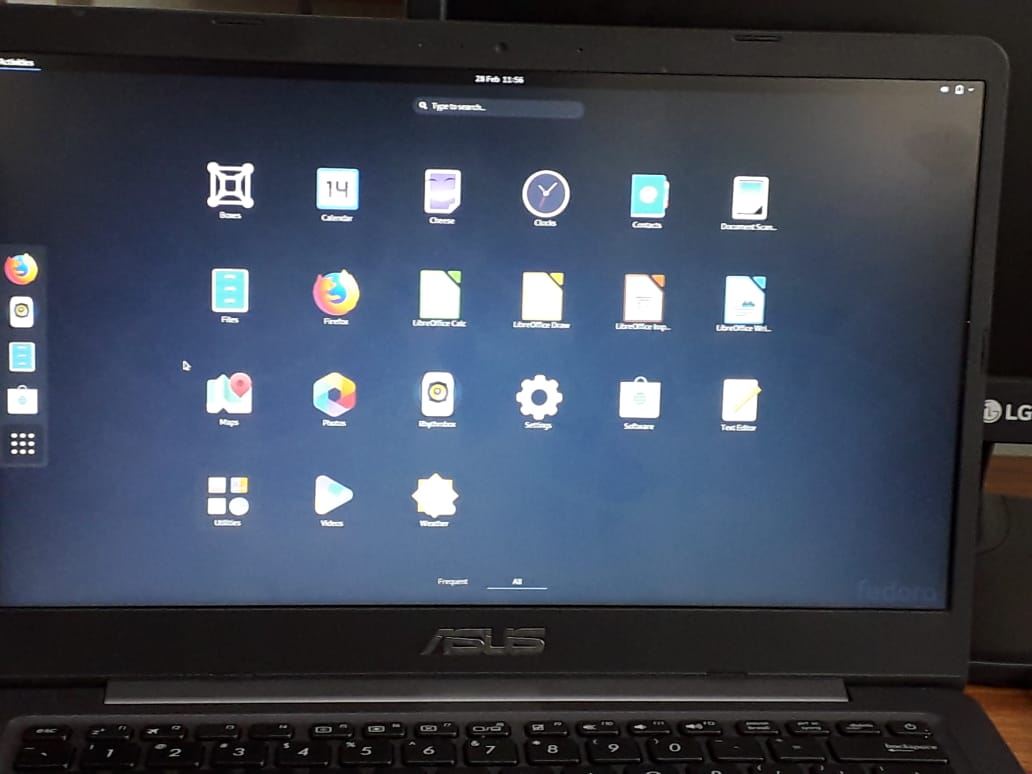 Activities
28 Feb 11:56
Type to search...
14
Boxes
Calendar
Cheese
Clocks
Contacts
Document Scan...
Files
Firefox
LibreOffice Calc
LibreOffice Draw
LibreOffice Imp...
LibreOffice Wri...
Maps
Photos
Rhythmbox
Settings
Software
Text Editor
Utilities
Videos
Weather
Frequent
All
fedora
LG
ASUS
esc
1 2 3 4 5 6 7 8 9 0
backspace